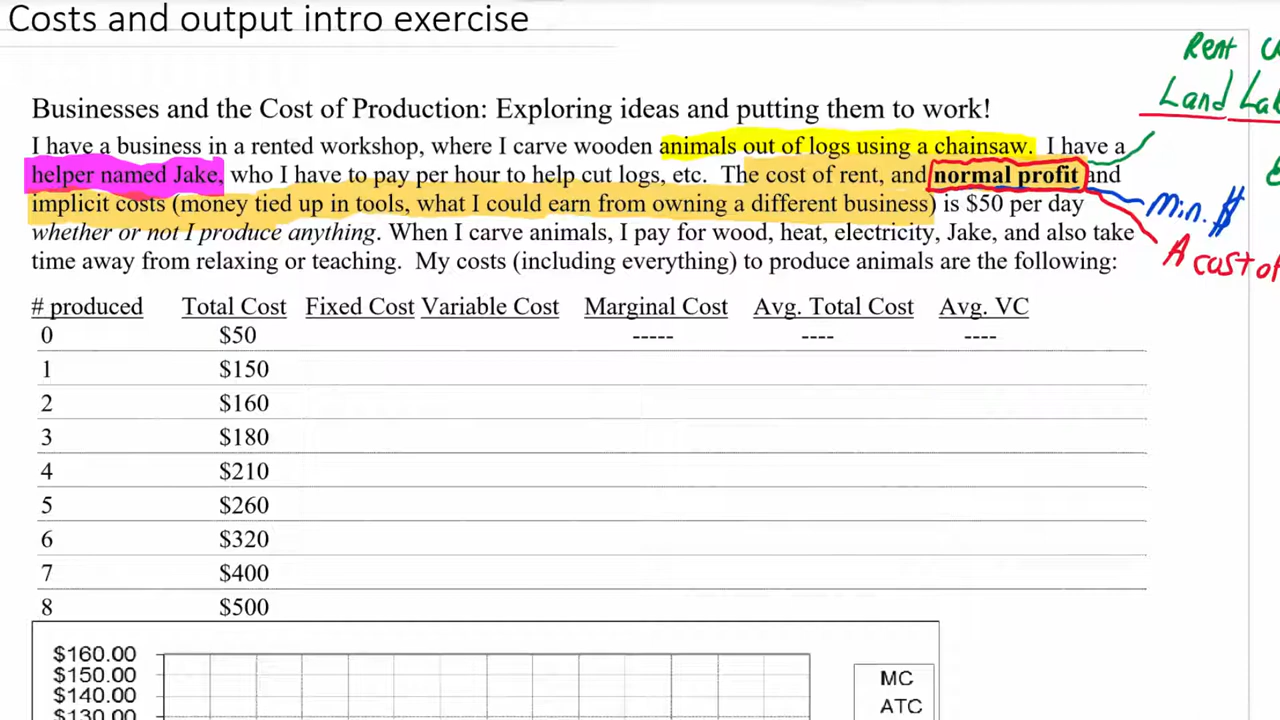 Costs and output intro exercise
Rent
Land
Businesses and the Cost of Production: Exploring ideas and putting them to work!
I have a business in a rented workshop, where I carve wooden animals out of logs using a chainsaw. I have a
helper named Jake, who I have to pay per hour to help cut logs, etc. The cost of rent, and normal profit and
implicit costs (money tied up in tools, what I could earn from owning a different business) is $50 per day
min. $
whether or not I produce anything. When I carve animals, I pay for wood, heat, electricity, Jake, and also take
time away from relaxing or teaching. My costs (including everything) to produce animals are the following:
A cost of
# produced Total Cost Fixed Cost Variable Cost Marginal Cost Avg. Total Cost Avg. VC
0 $50 ----- ---- ----
1 $150
2 $160
3 $180
4 $210
5 $260
6 $320
7 $400
8 $500
$160.00
$150.00
$140.00
$130.00
MC
ATC